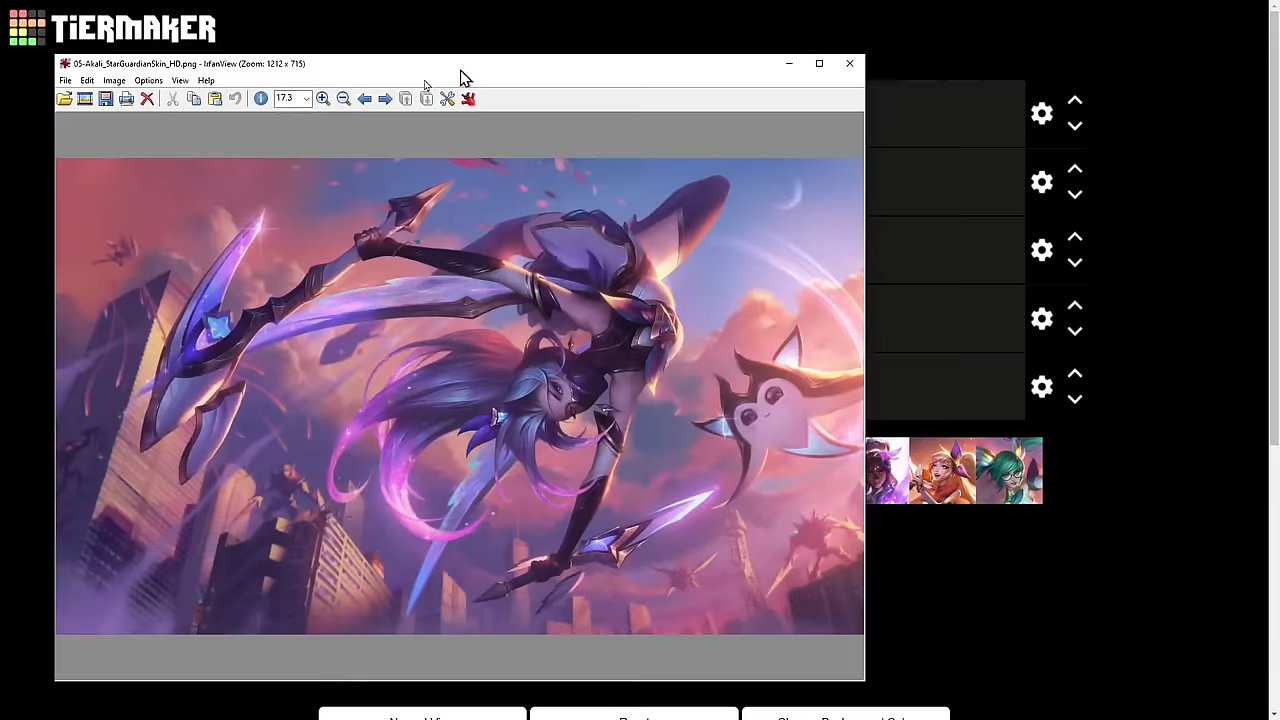 TIERMAKER
05-Akali_StarGuardianSkin_HD.png - IrfanView (Zoom: 1212 x 715)
File Edit Image Options View Help
17.3